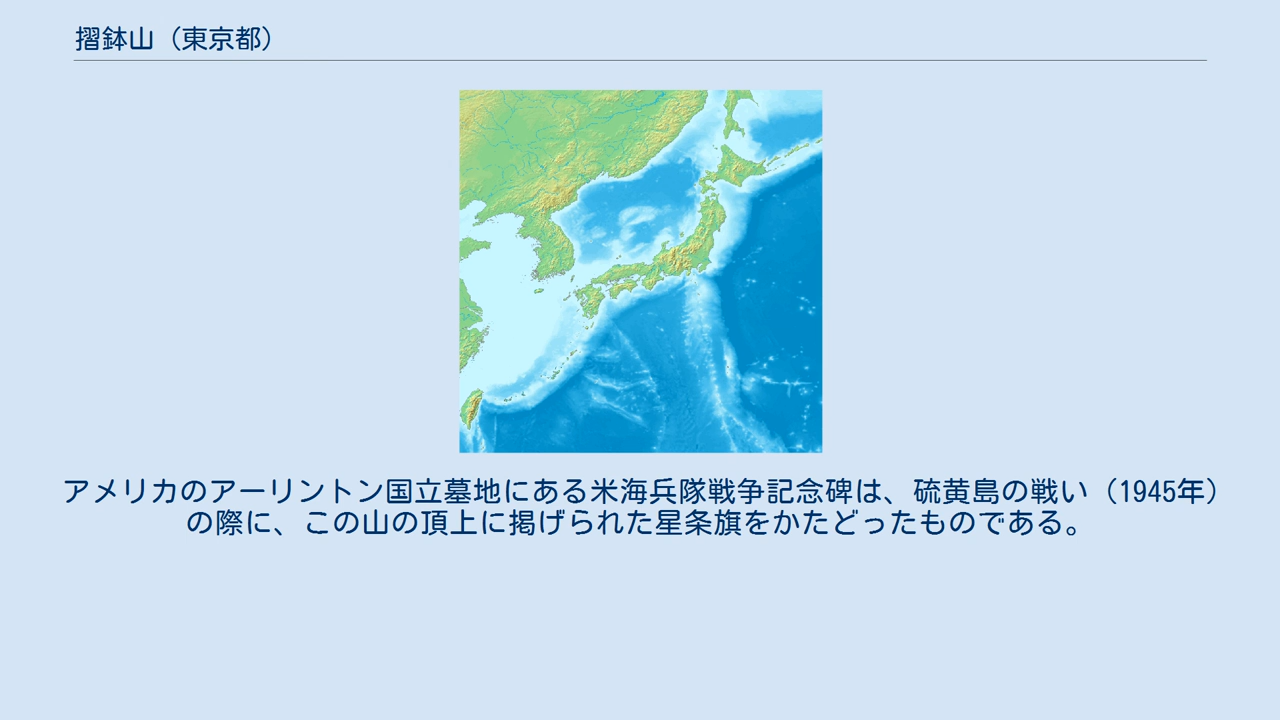 摺鉢山（東京都）
アメリカのアーリントン国立墓地にある米海兵隊戦争記念碑は、硫黄島の戦い（1945年）
の際に、この山の頂上に掲げられた星条旗をかたどったものである。